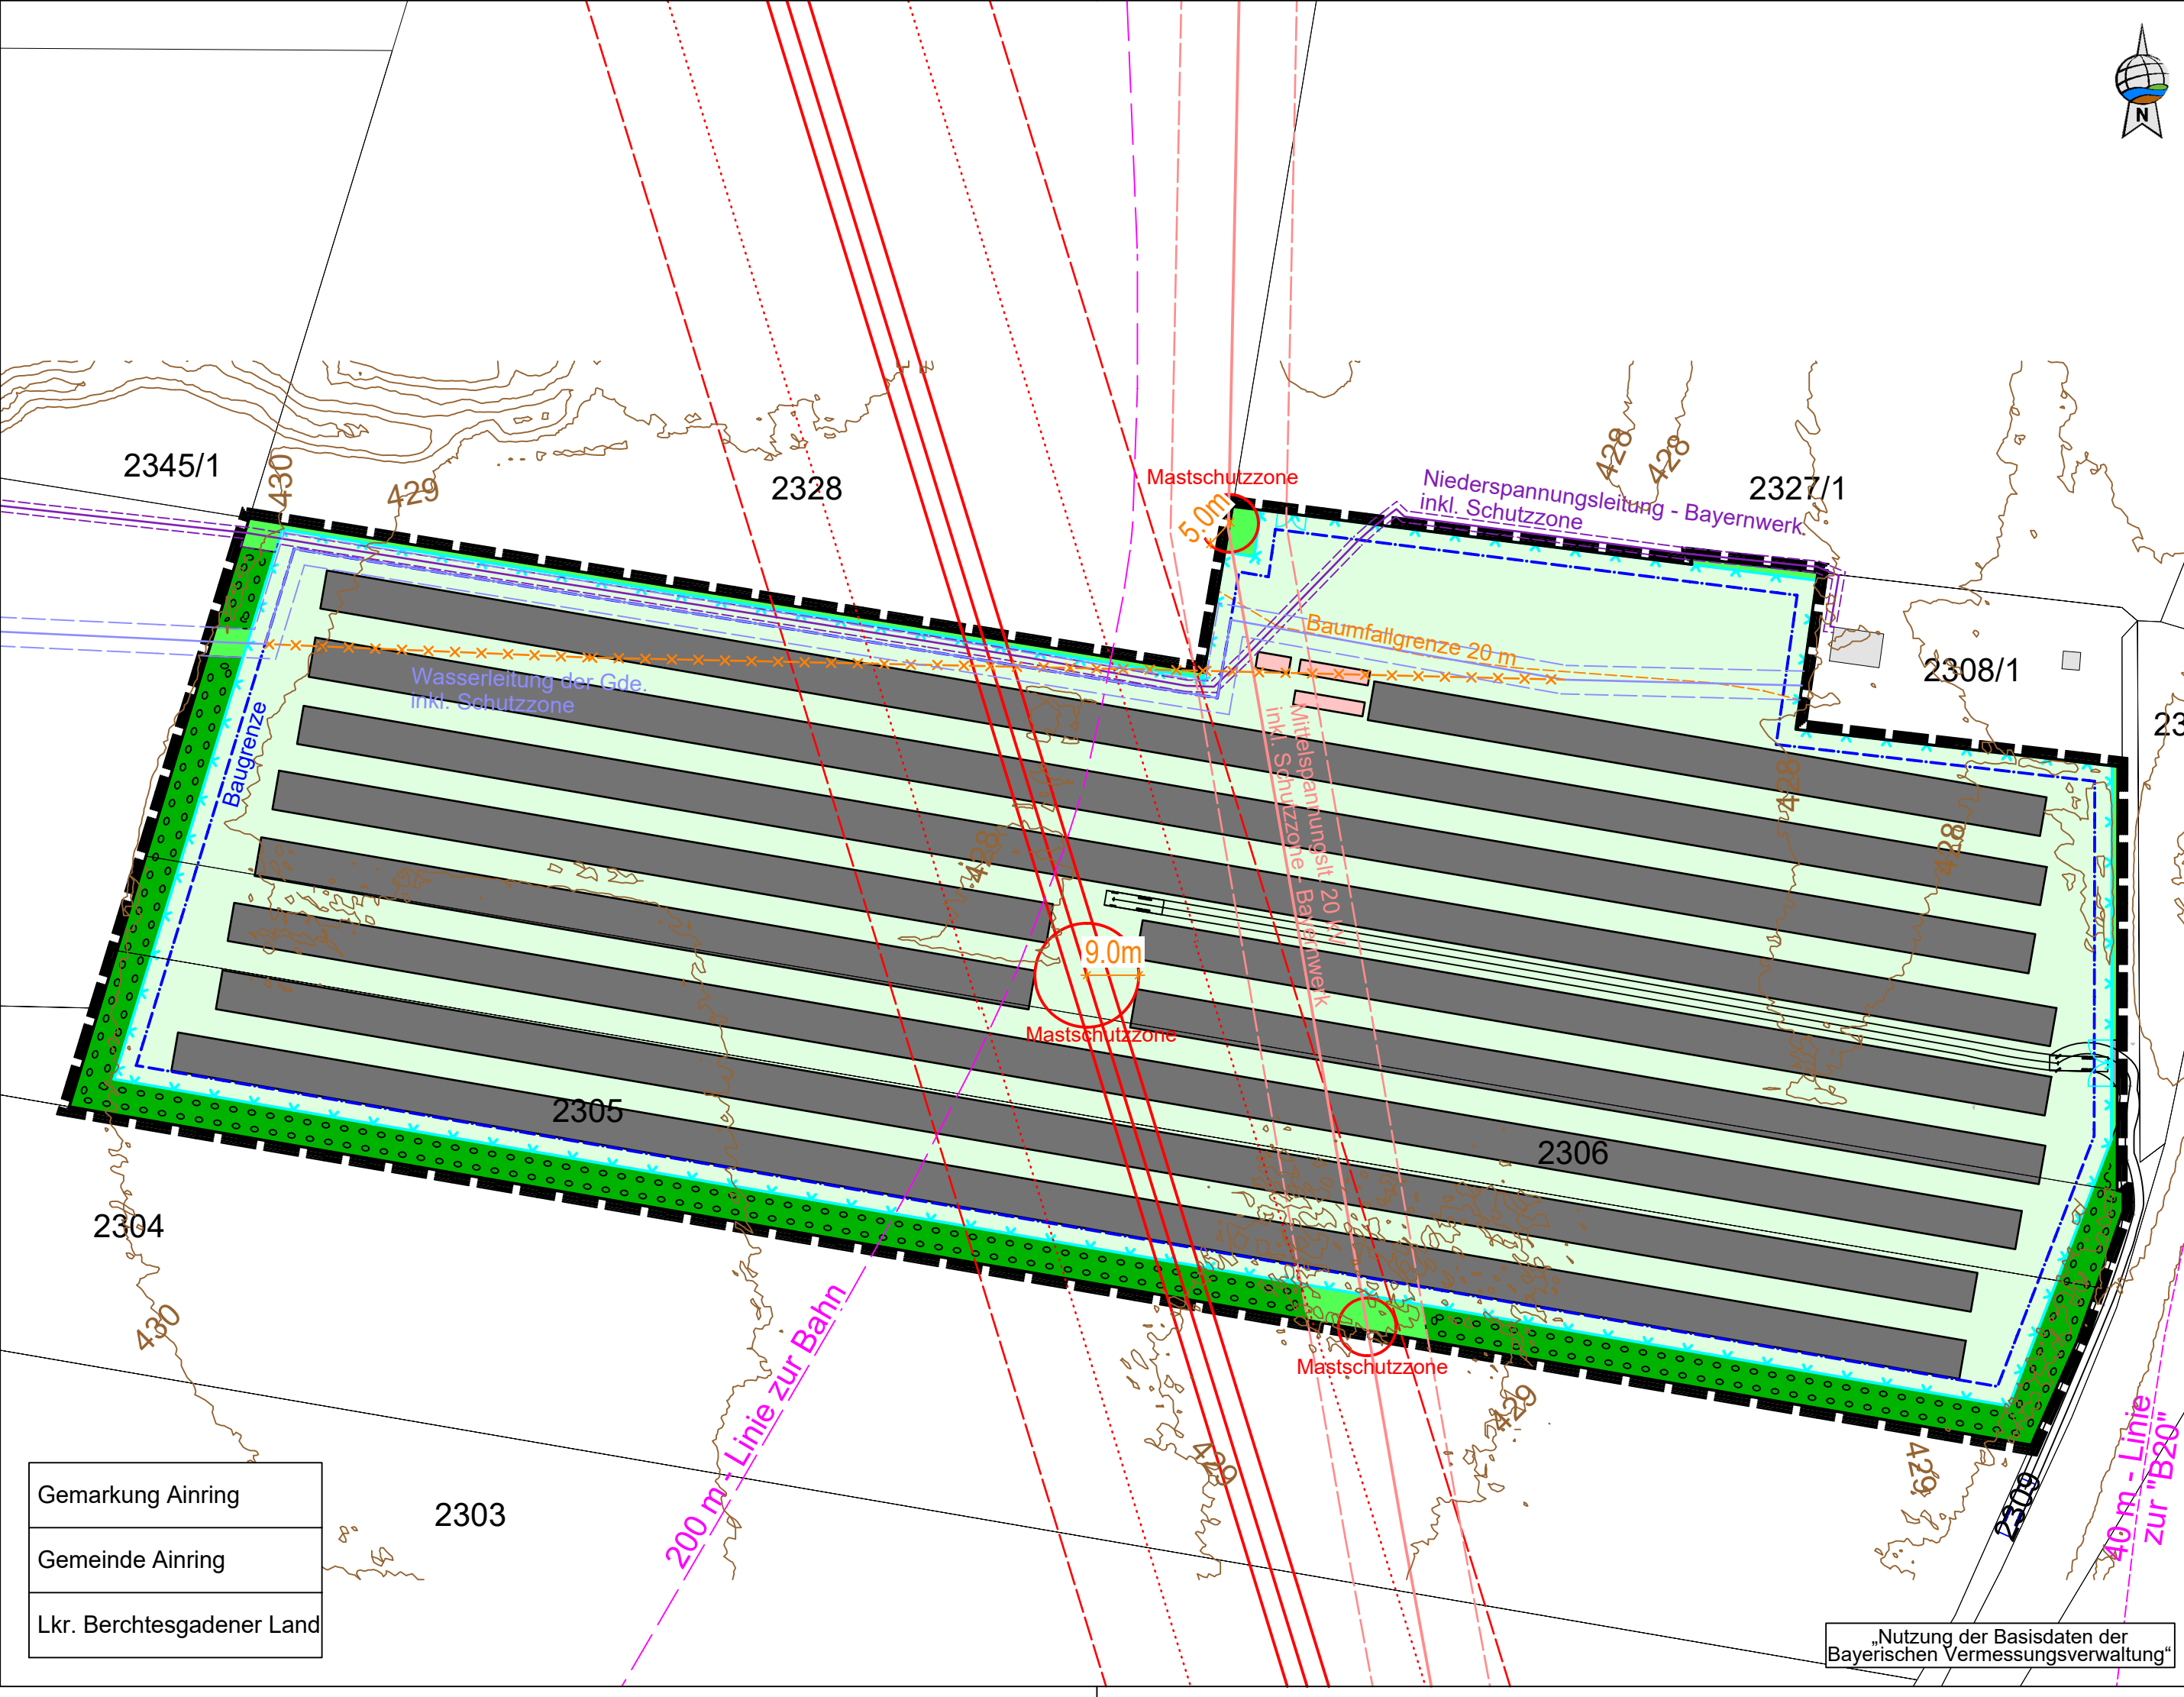 N
2345/1
430
429
2328
Mastschutzzone
5.0m
428
428
2327/1
Niederspannungsleitung - Bayernwerk
inkl. Schutzzone
Baumfallgrenze 20 m
2308/1
23
Wasserleitung der Gde.
inkl. Schutzzone
Baugrenze
Mittelspannungslt. 20 kV
inkl. Schutzzone - Bayernwerk
428
428
428
9.0m
Mastschutzzone
2305
2306
2304
430
Mastschutzzone
200 m - Linie zur Bahn
429
429
429
2309
40 m - Linie
zur "B20"
2303
Gemarkung Ainring
Gemeinde Ainring
Lkr. Berchtesgadener Land
„Nutzung der Basisdaten der
Bayerischen Vermessungsverwaltung“